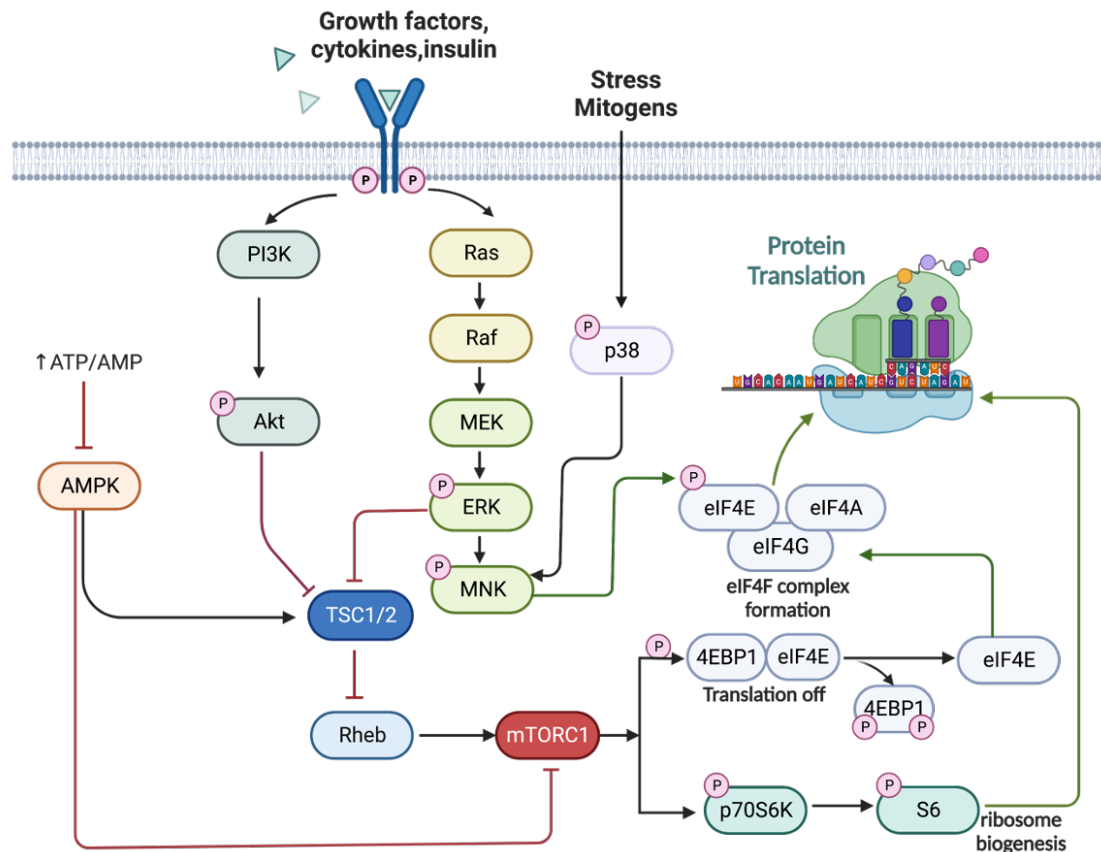 Growth factors,
cytokines,insulin
Stress
Mitogens
P
P
PI3K
Ras
Protein
Translation
Raf
P
p38
↑ATP/AMP
CAGAUC
UGCACAAUGAUCAUCGUCUAGAU
P
Akt
MEK
AMPK
P
ERK
P
eIF4E
eIF4A
eIF4G
P
MNK
eIF4F complex
formation
TSC1/2
P
4EBP1
eIF4E
eIF4E
Translation off
4EBP1
P
P
Rheb
mTORC1
P
p70S6K
P
S6
ribosome
biogenesis